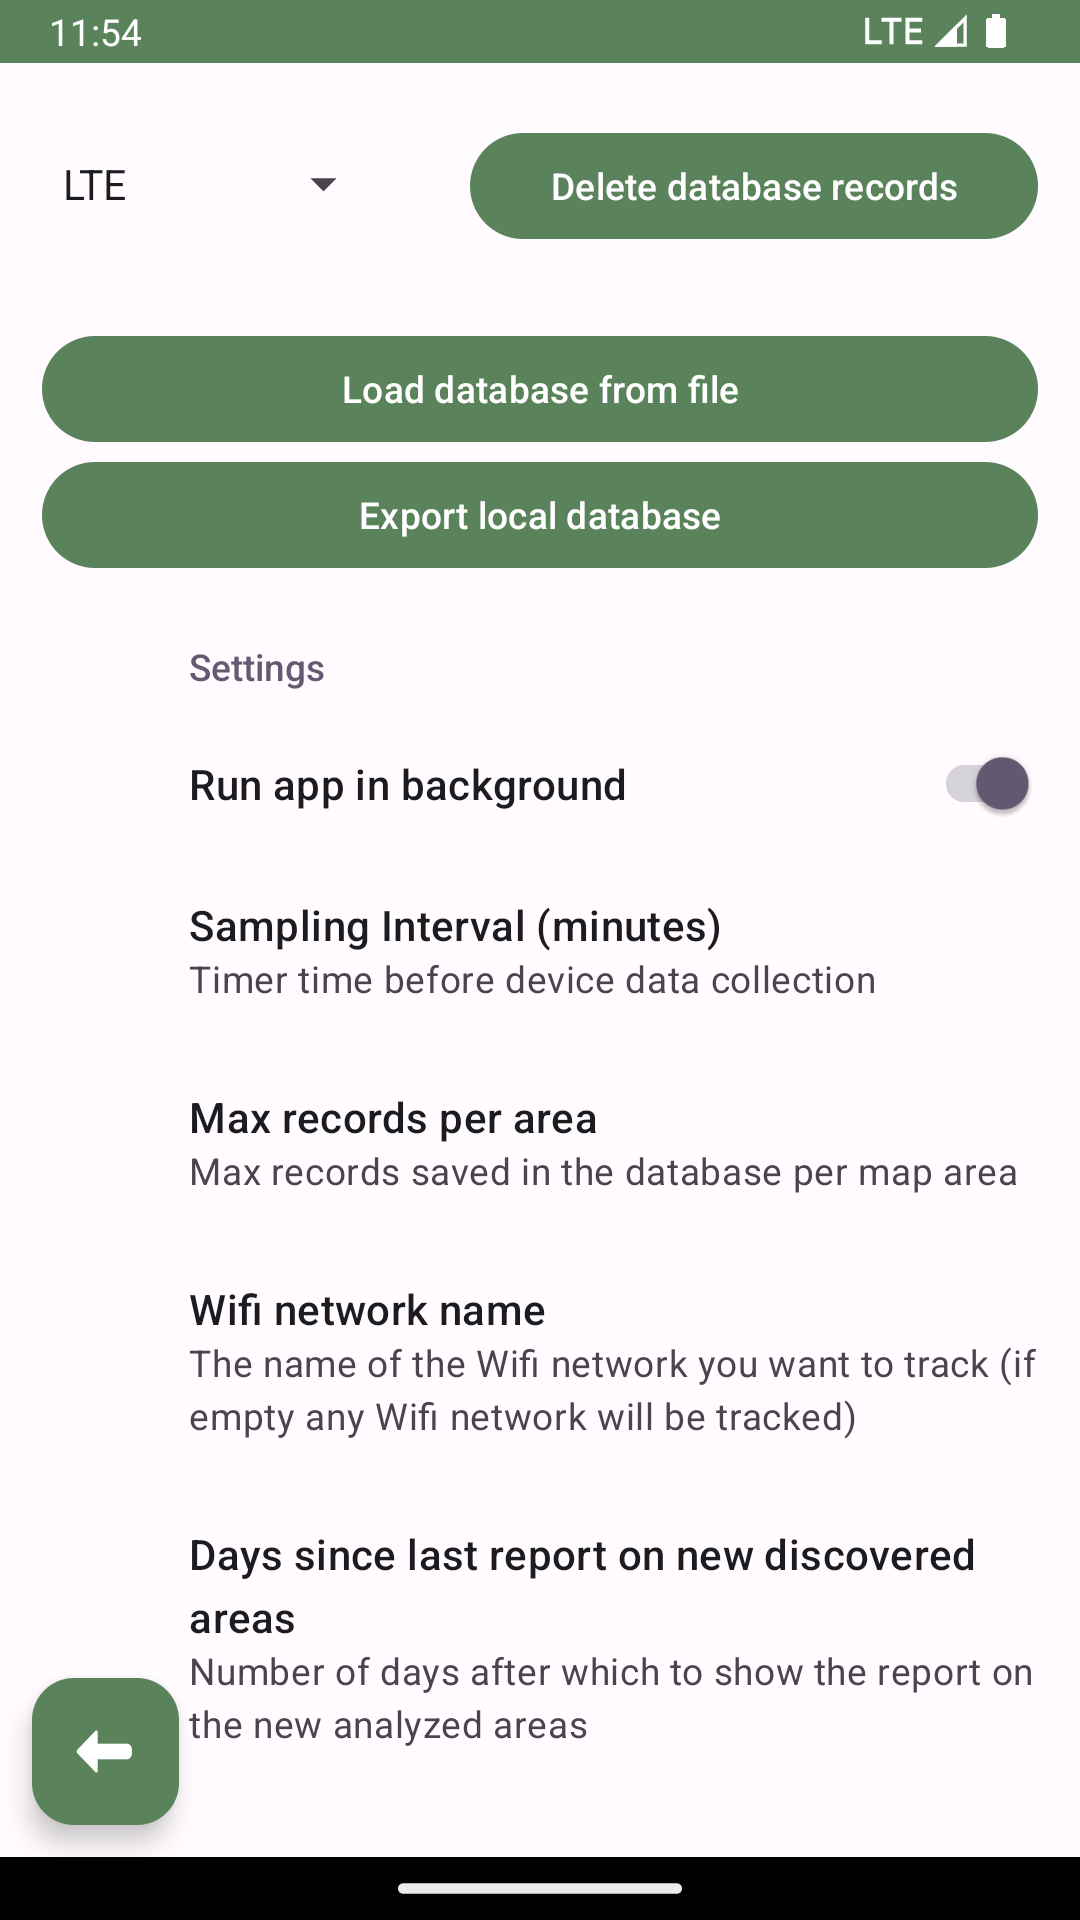 11:54
LTE
LTE
Delete database records
Load database from file
Export local database
Settings
Run app in background
Sampling Interval (minutes)
Timer time before device data collection
Max records per area
Max records saved in the database per map area
Wifi network name
The name of the Wifi network you want to track (if
empty any Wifi network will be tracked)
Days since last report on new discovered
areas
Number of days after which to show the report on
the new analyzed areas